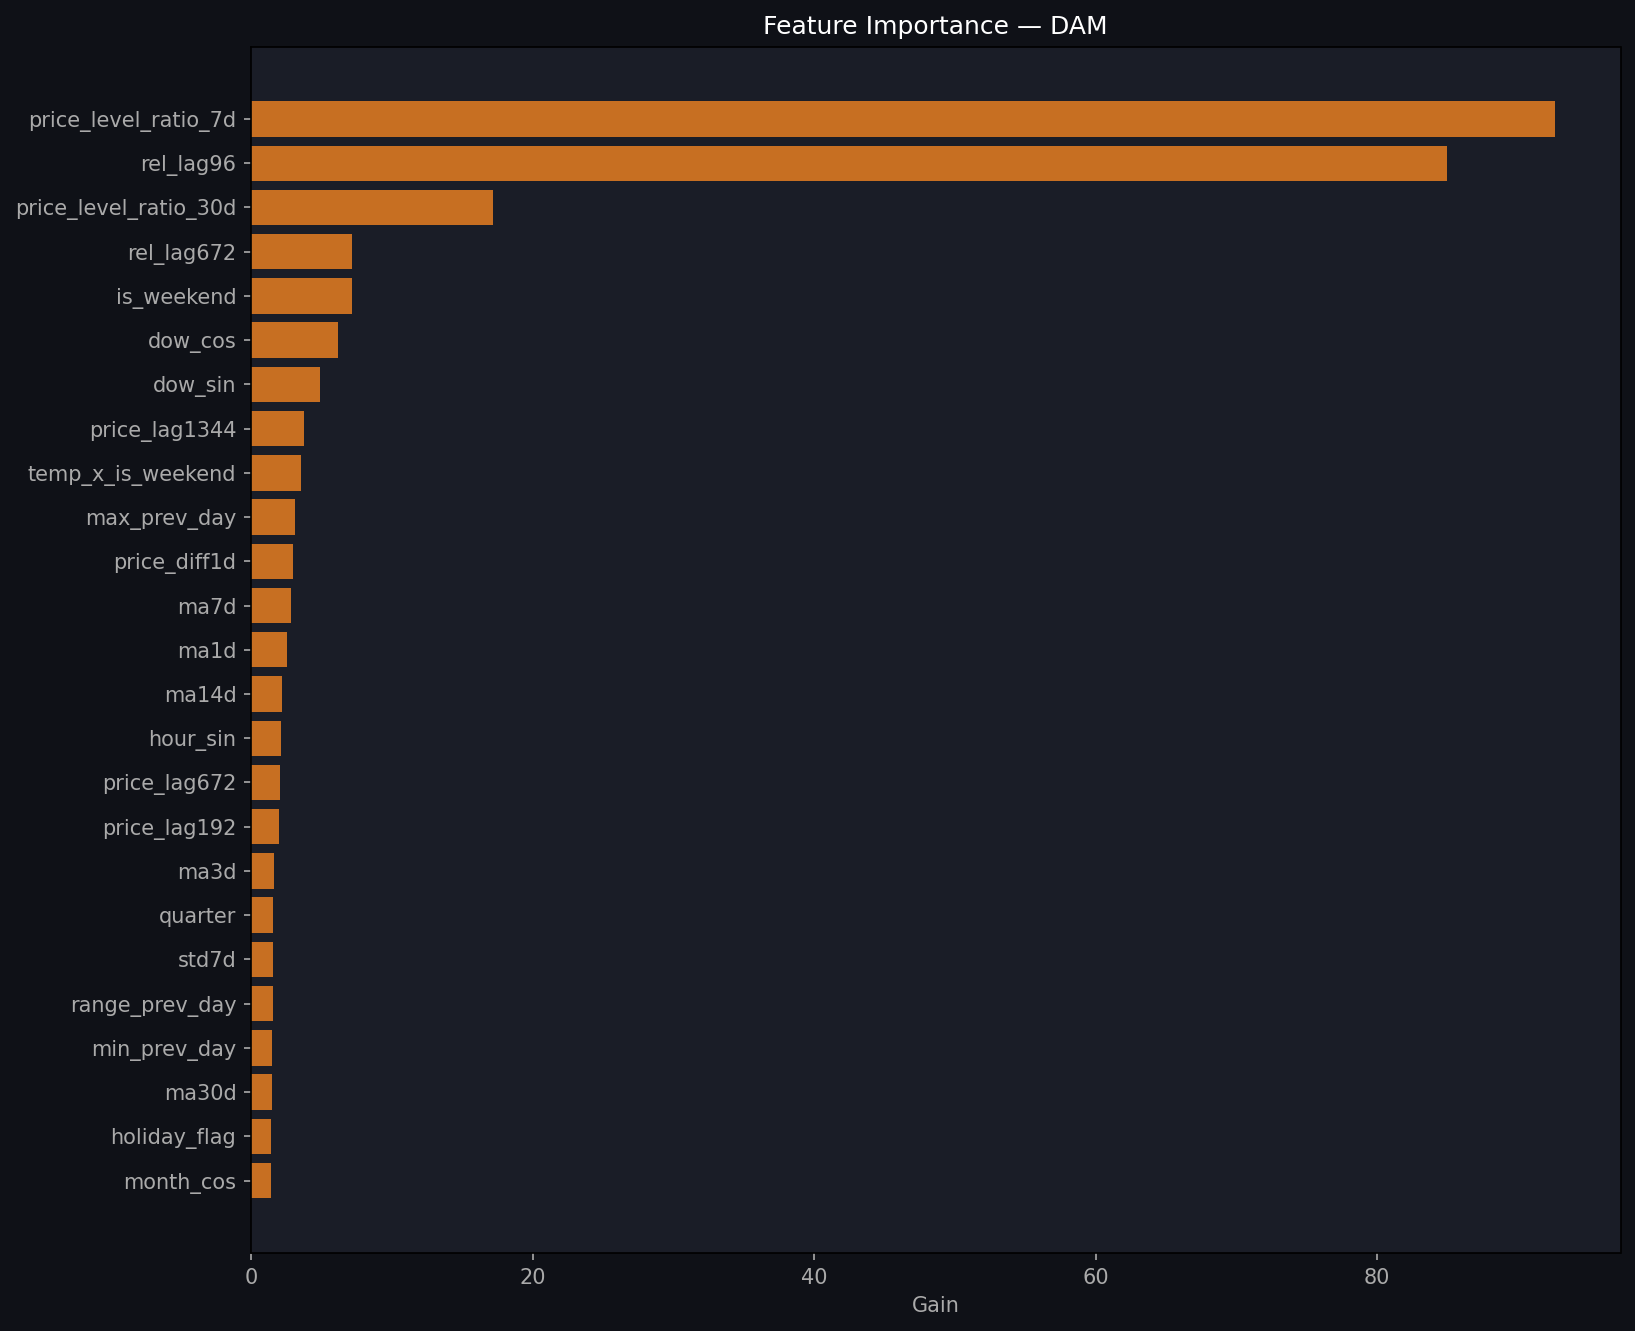 Feature Importance — DAM
price_level_ratio_7d
rel_lag96
price_level_ratio_30d
rel_lag672
is_weekend
dow_cos
dow_sin
price_lag1344
temp_x_is_weekend
max_prev_day
price_diff1d
ma7d
ma1d
ma14d
hour_sin
price_lag672
price_lag192
ma3d
quarter
std7d
range_prev_day
min_prev_day
ma30d
holiday_flag
month_cos
0 20 40 60 80
Gain